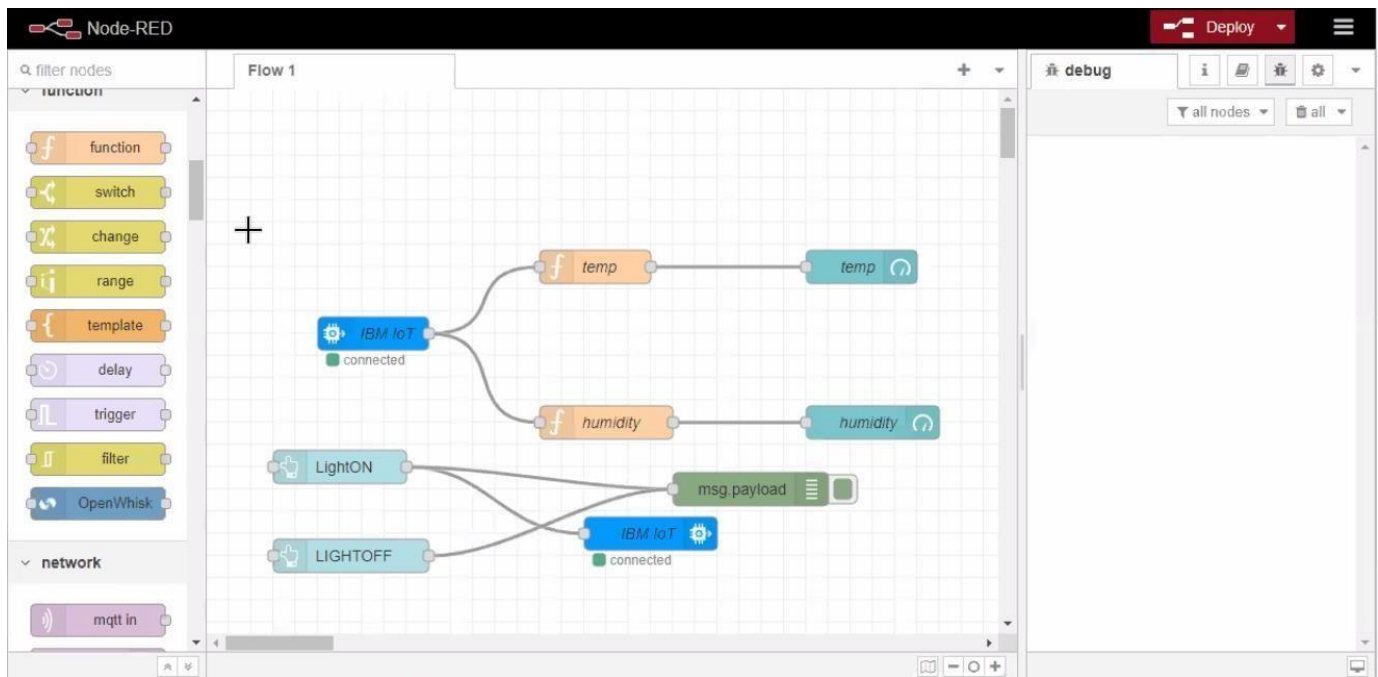 Node-RED
Deploy
filter nodes
Flow 1
debug
function
all nodes
all
function
switch
change
range
template
delay
trigger
filter
OpenWhisk
network
mqtt in
temp
temp
IBM IoT
connected
humidity
humidity
LightON
msg.payload
IBM IoT
connected
LIGHTOFF